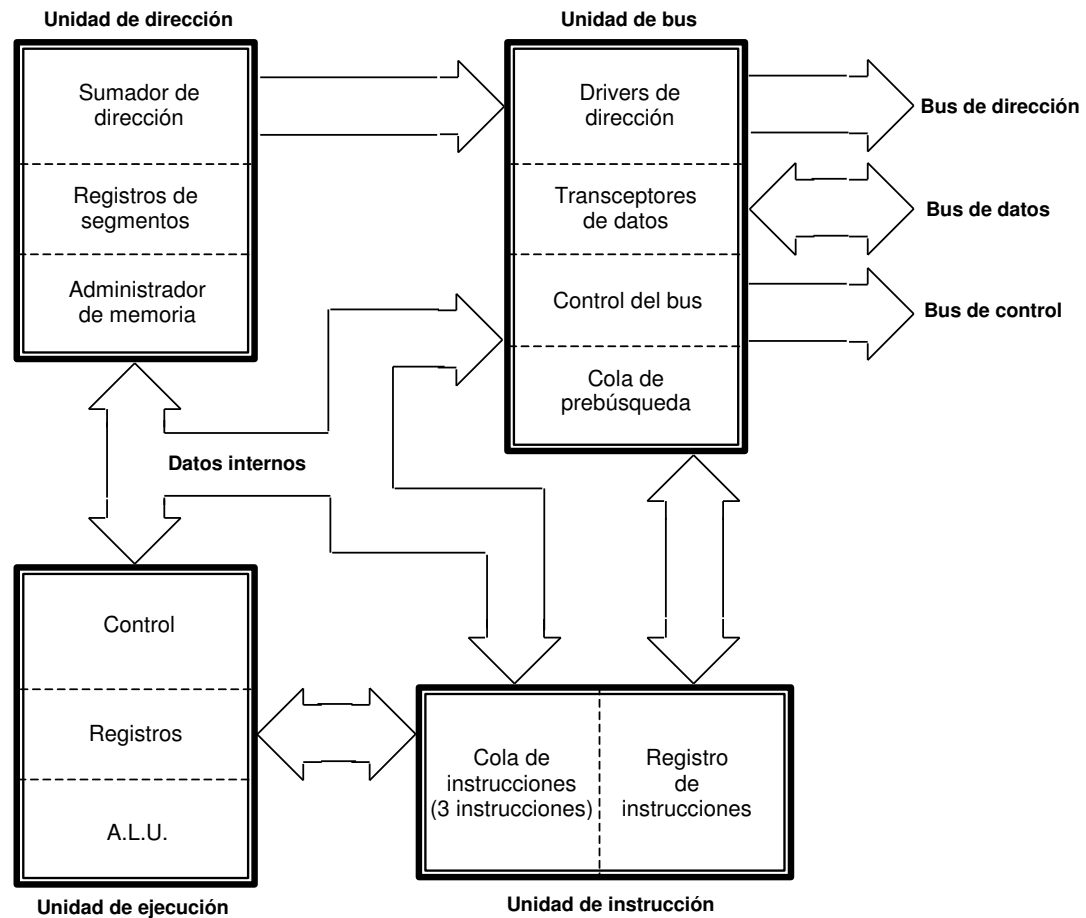 Unidad de dirección
Unidad de bus
Sumador de
dirección
Registros de
segmentos
Administrador
de memoria
Drivers de
dirección
Transceptores
de datos
Control del bus
Cola de
prebúsqueda
Bus de dirección
Bus de datos
Bus de control
Datos internos
Control
Registros
A.L.U.
Cola de
instrucciones
(3 instrucciones)
Registro
de
instrucciones
Unidad de ejecución
Unidad de instrucción